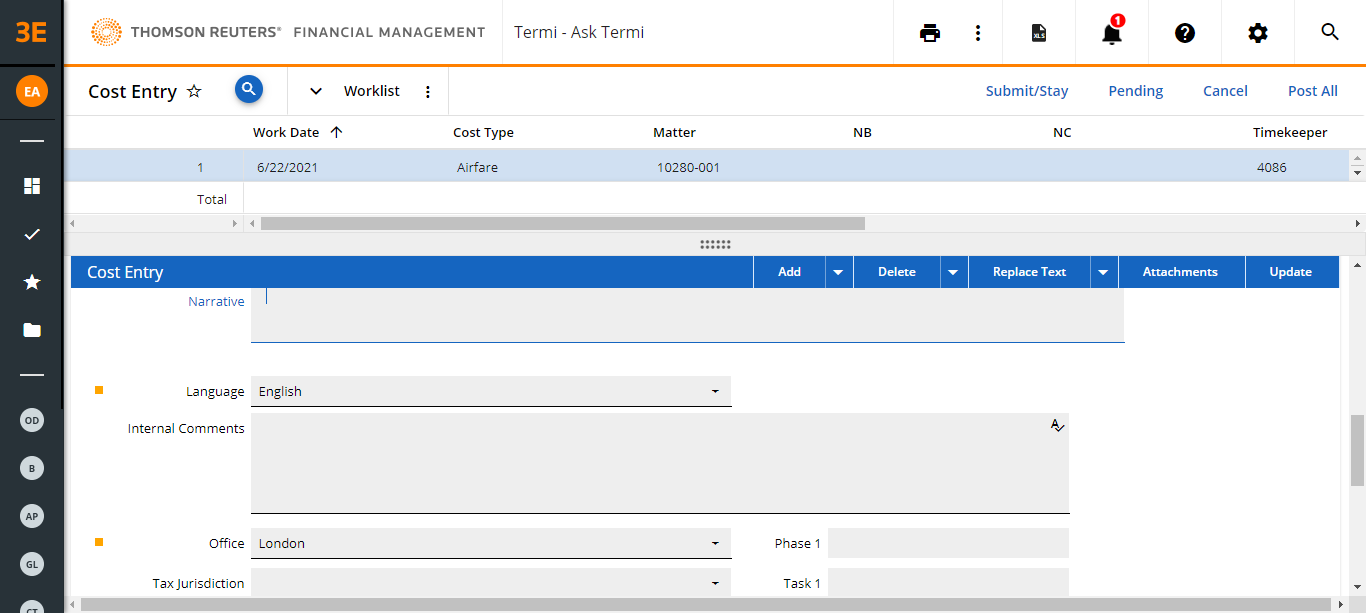 3E
THOMSON REUTERS® FINANCIAL MANAGEMENT
Termi - Ask Termi
XLS
1
EA
Cost Entry
Worklist
Submit/Stay Pending Cancel Post All
Work Date Cost Type Matter NB NC Timekeeper
1 6/22/2021 Airfare 10280-001 4086
Total
Cost Entry Add Delete Replace Text Attachments Update
Narrative
Language English
Internal Comments
A
Office London Phase 1
Tax Jurisdiction Task 1
OD
B
AP
GL
CT